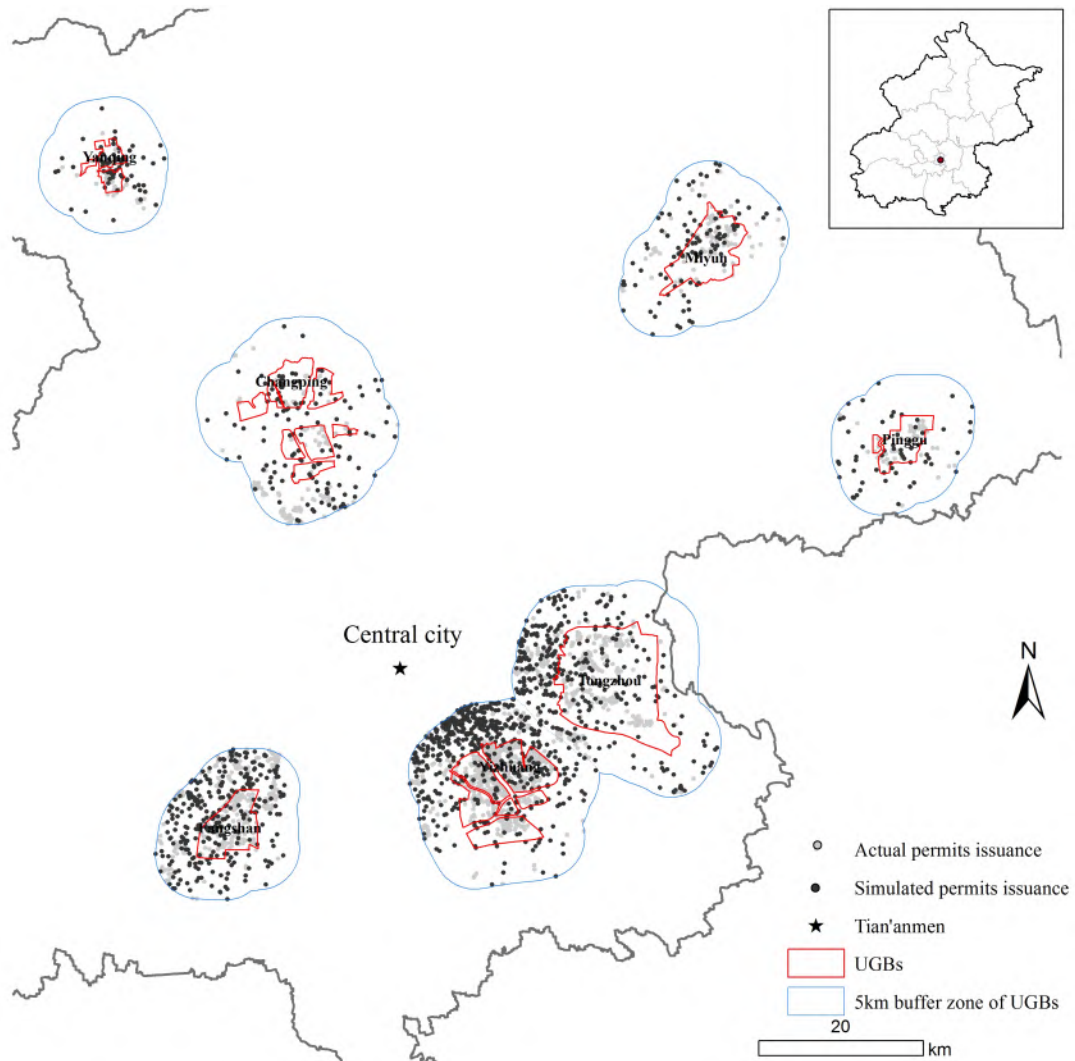 Yanqing
Miyun
Changping
Pinggu
Central city
Tongzhou
N
Yizhuang
Fangshan
Actual permits issuance
Simulated permits issuance
Tian'anmen
UGBs
5km buffer zone of UGBs
20
km